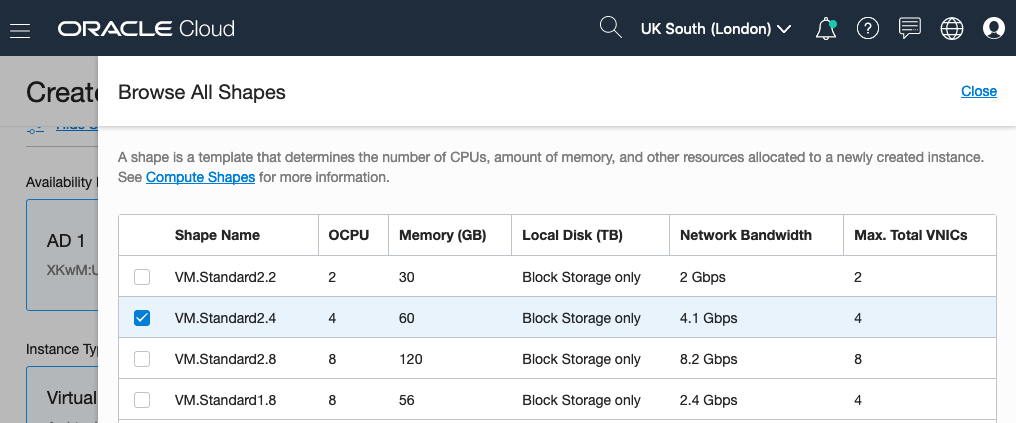 ORACLE Cloud
UK South (London)
Create
Browse All Shapes
Close
A shape is a template that determines the number of CPUs, amount of memory, and other resources allocated to a newly created instance.
See Compute Shapes for more information.
Availability
AD 1
XKwM:U
Instance Ty
Virtual
Shape Name OCPU Memory (GB) Local Disk (TB) Network Bandwidth Max. Total VNICs
VM.Standard2.2 2 30 Block Storage only 2 Gbps 2
VM.Standard2.4 4 60 Block Storage only 4.1 Gbps 4
VM.Standard2.8 8 120 Block Storage only 8.2 Gbps 8
VM.Standard1.8 8 56 Block Storage only 2.4 Gbps 4